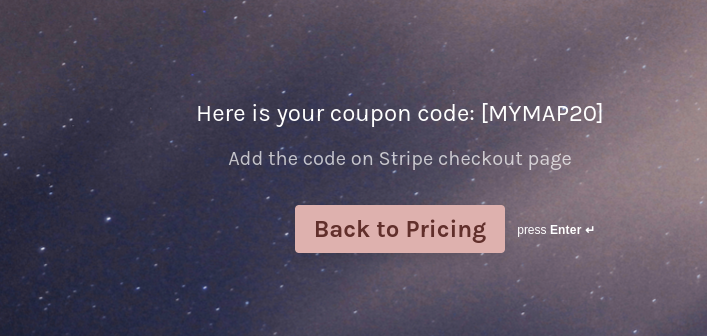 Here is your coupon code: [MYMAP20]
Add the code on Stripe checkout page
Back to Pricing
press Enter ↵